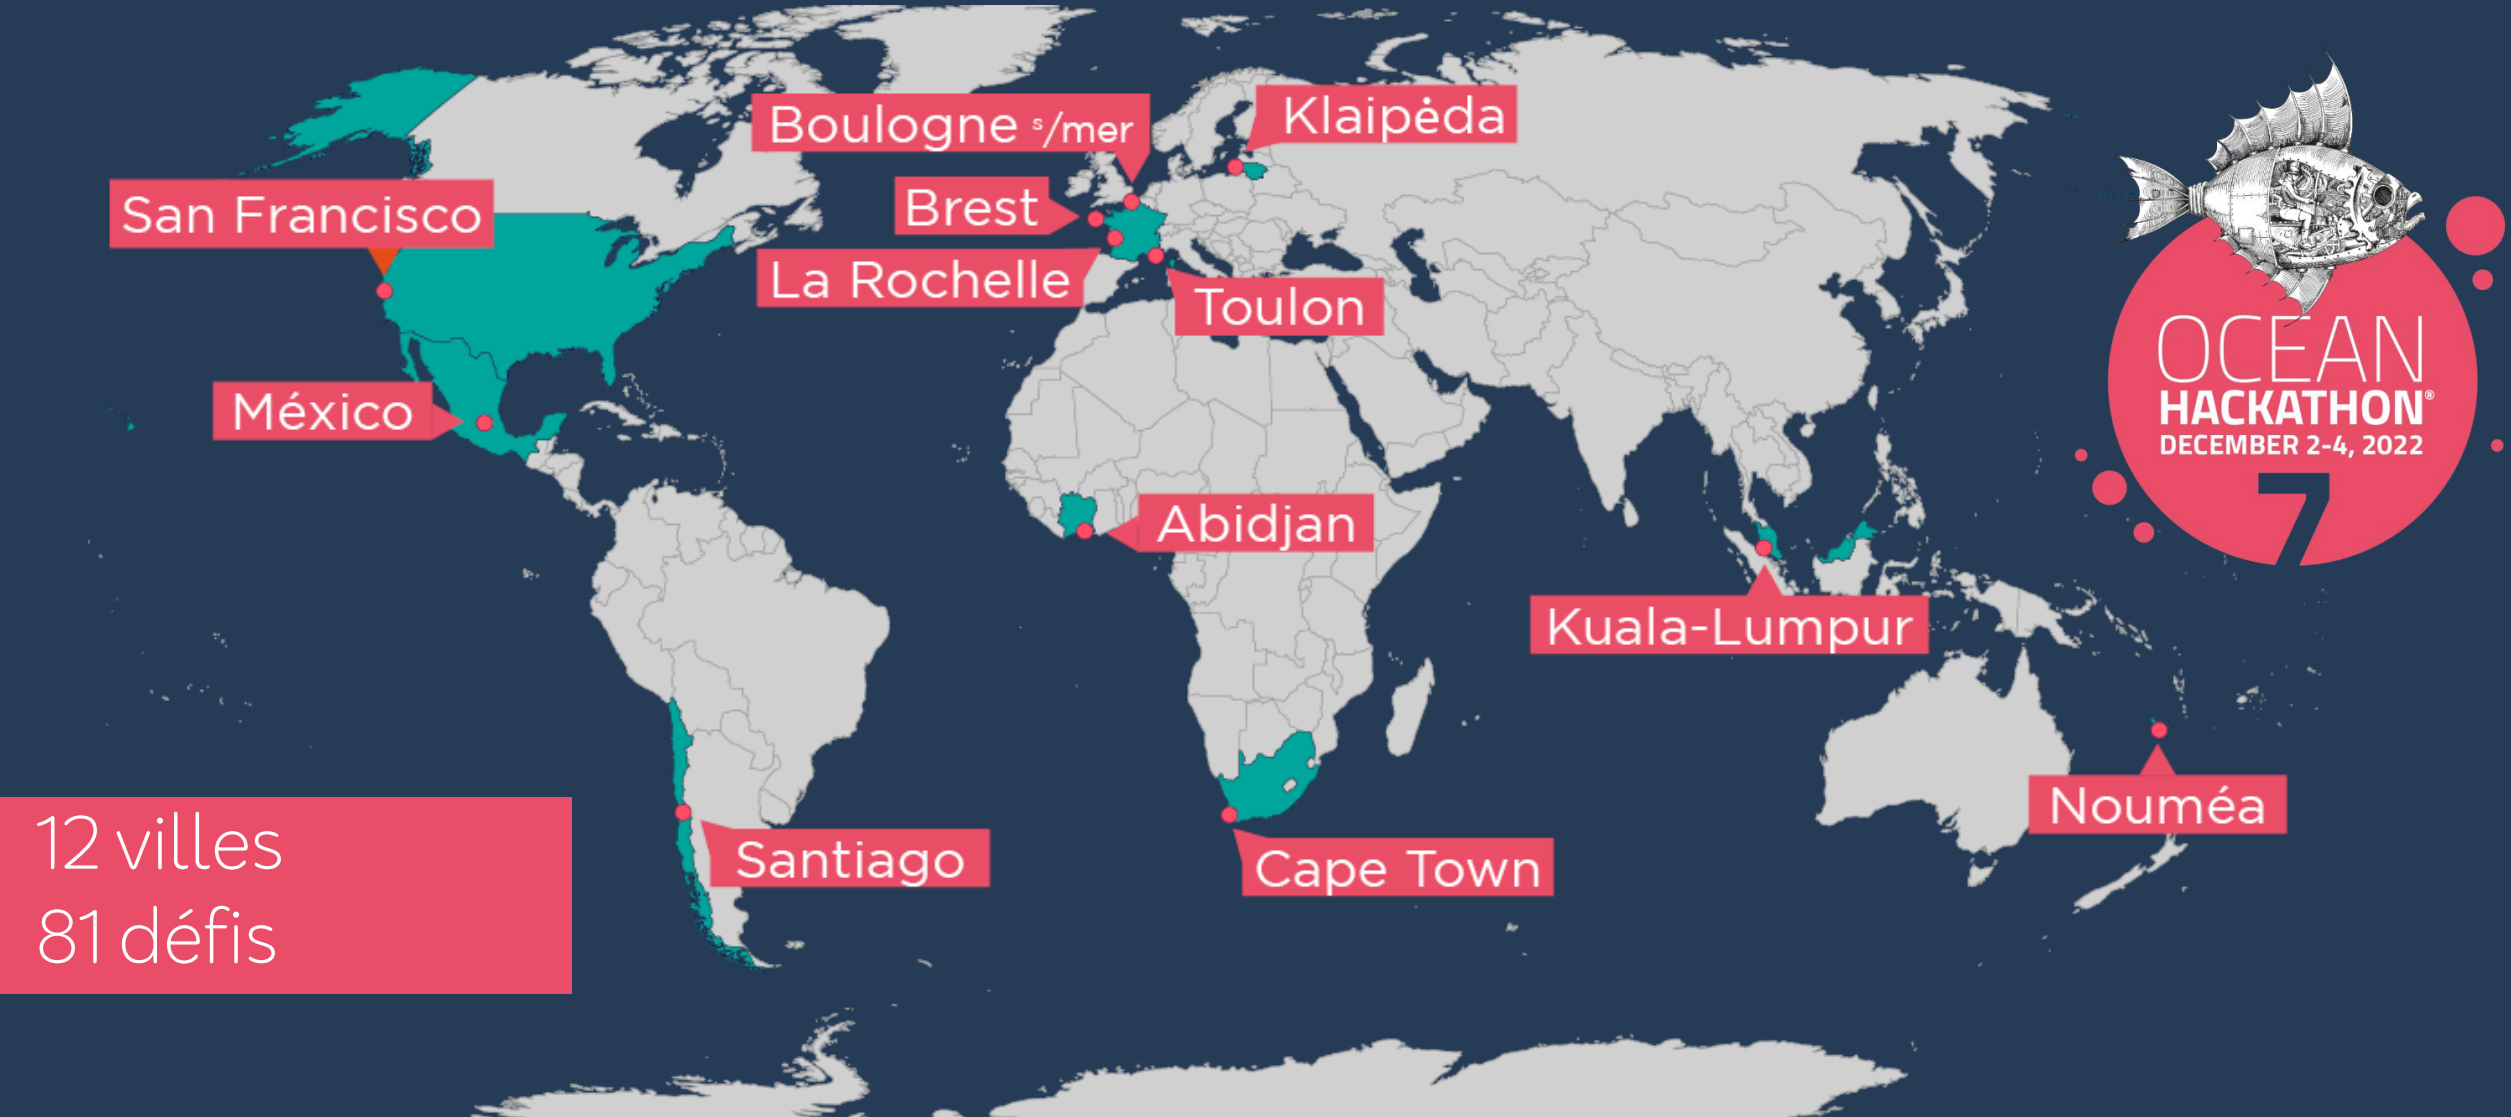 Boulogne s/mer
Klaipėda
San Francisco
Brest
La Rochelle
Toulon
México
Abidjan
Kuala-Lumpur
Nouméa
Santiago
Cape Town
12 villes
81 défis
OCEAN
HACKATHON®
DECEMBER 2-4, 2022
7